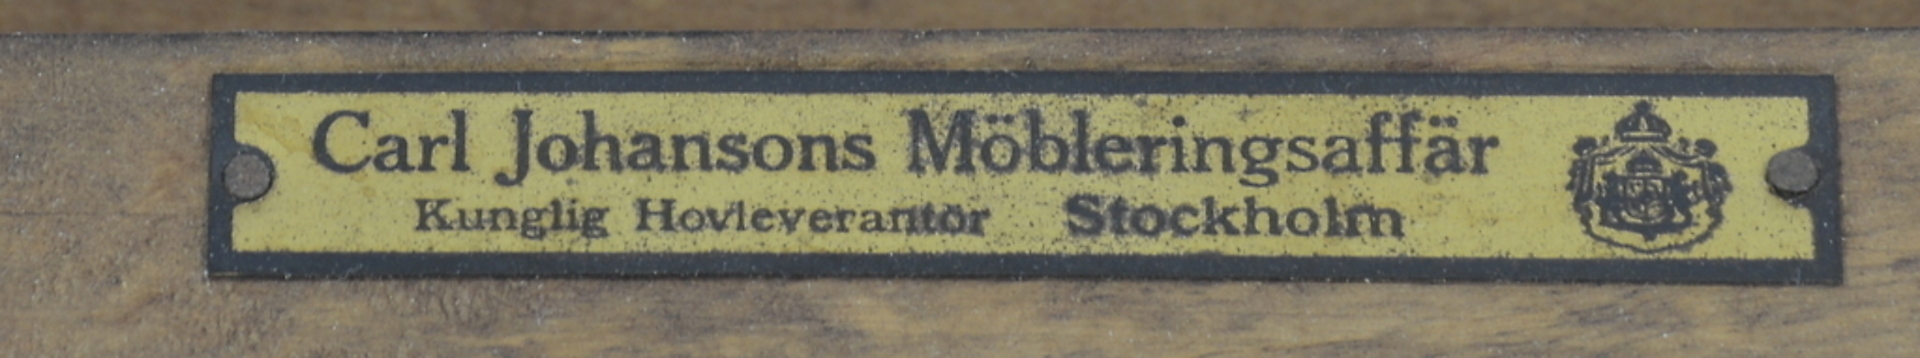 Carl Johansons Möbleringsaffär
Kunglig Hovleverantör Stockholm